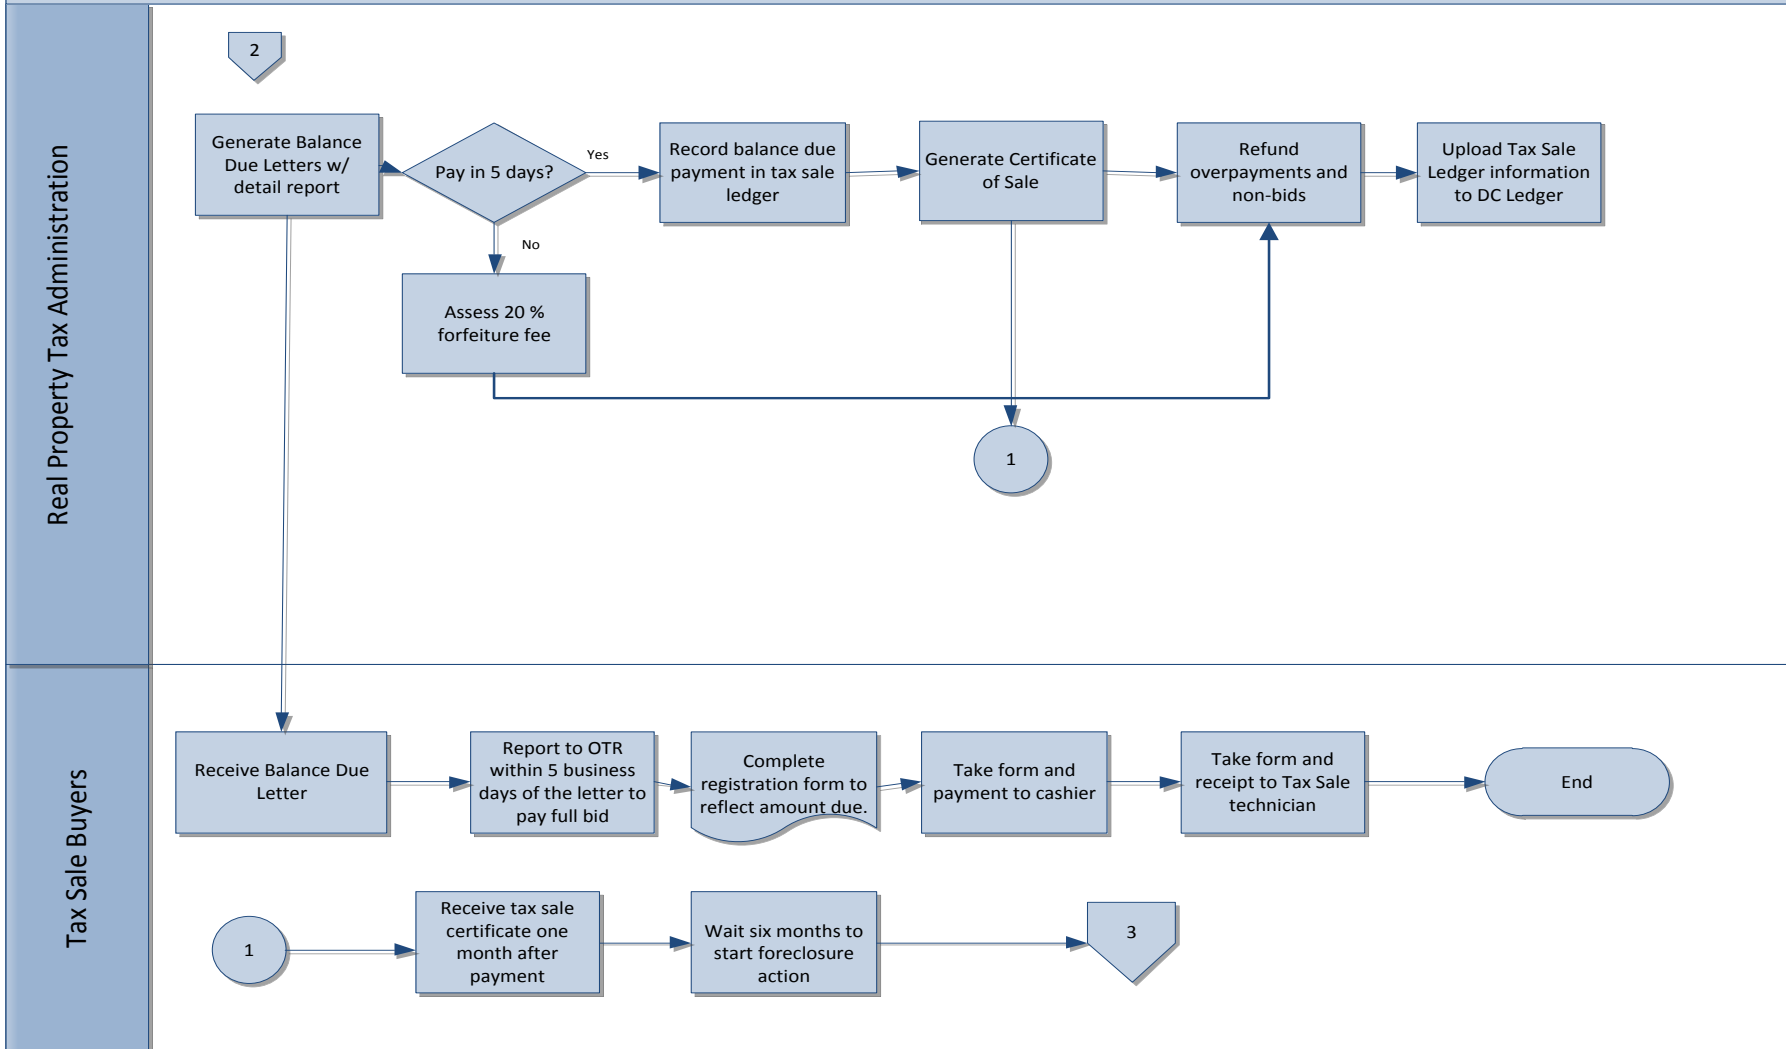 Real Property Tax Administration
2
Generate Balance
Due Letters w/
detail report
Pay in 5 days?
Yes
No
Record balance due
payment in tax sale
ledger
Generate Certificate
of Sale
Refund
overpayments and
non-bids
Upload Tax Sale
Ledger information
to DC Ledger
Assess 20 %
forfeiture fee
1
Tax Sale Buyers
Receive Balance Due
Letter
Report to OTR
within 5 business
days of the letter to
pay full bid
Complete
registration form to
reflect amount due.
Take form and
payment to cashier
Take form and
receipt to Tax Sale
technician
End
1
Receive tax sale
certificate one
month after
payment
Wait six months to
start foreclosure
action
3